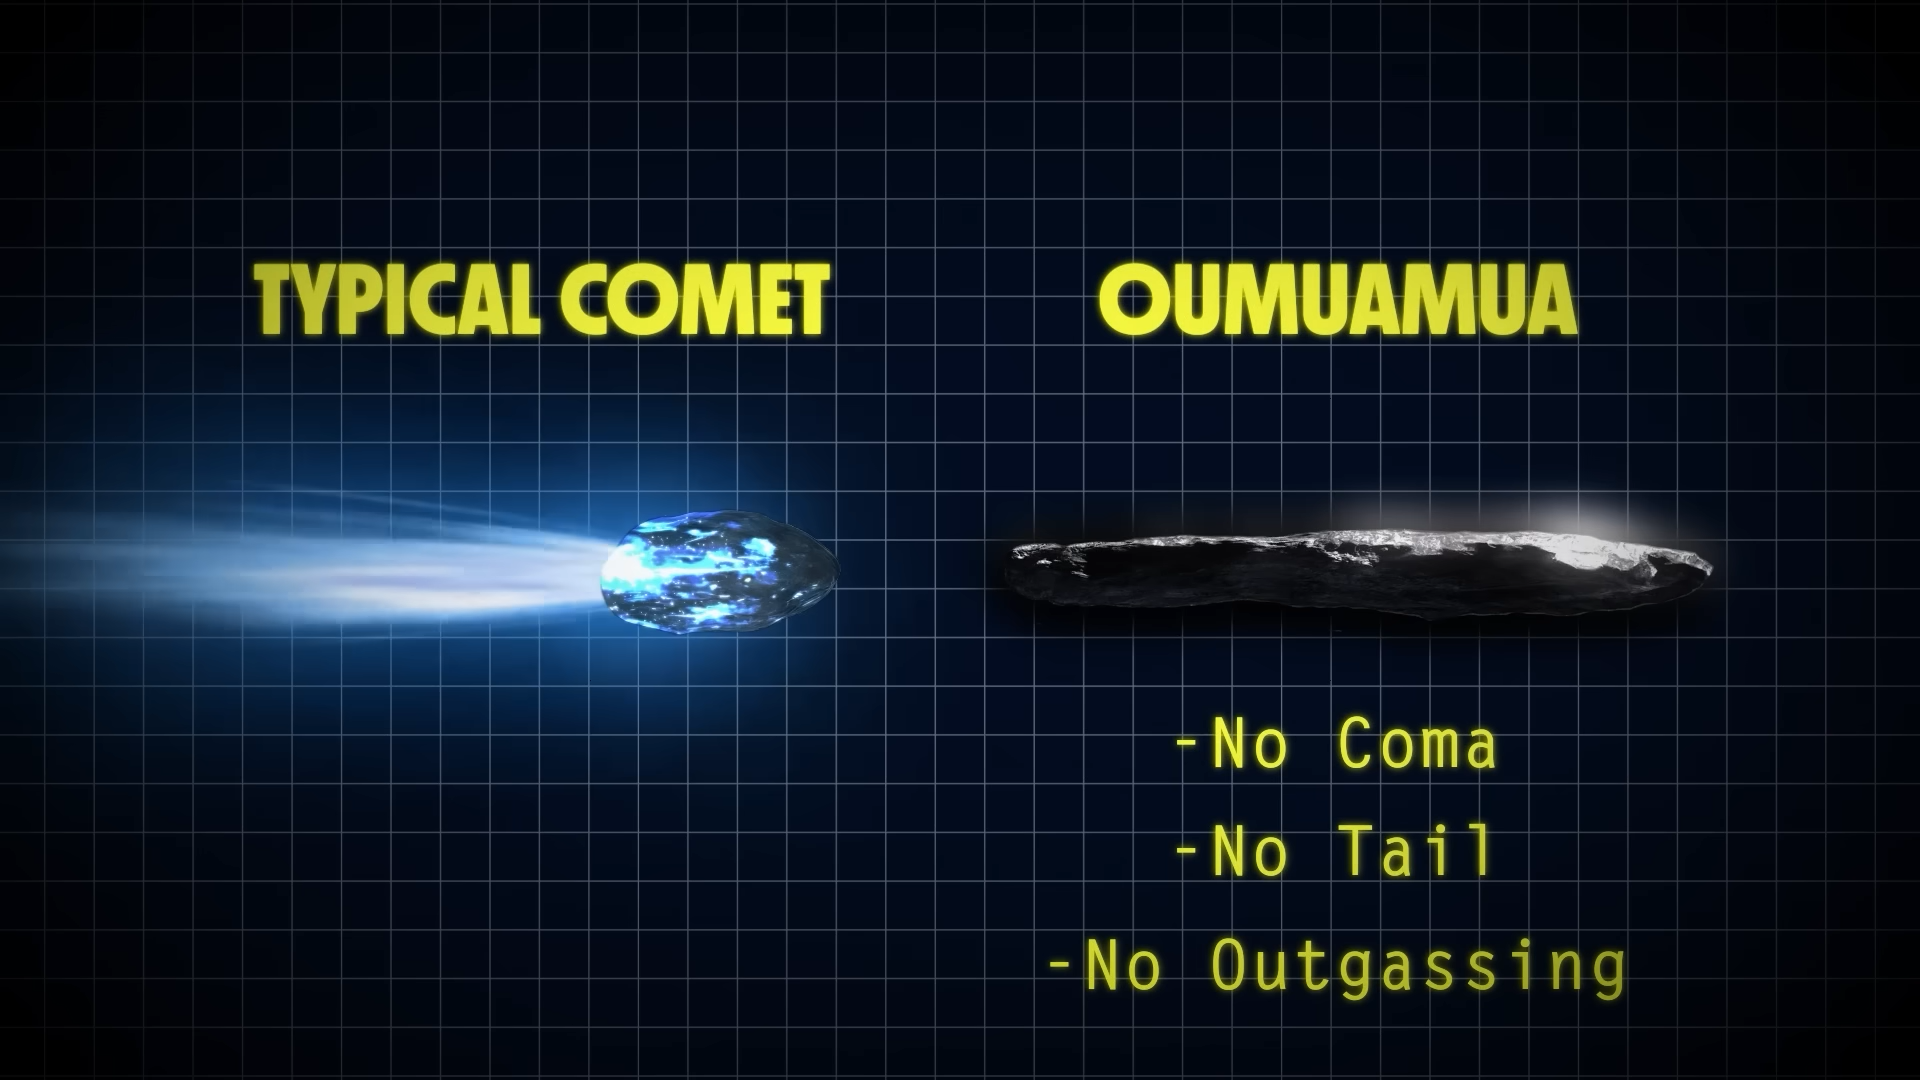 TYPICAL COMET
OUMUAMUA
-No Coma
-No Tail
-No Outgassing